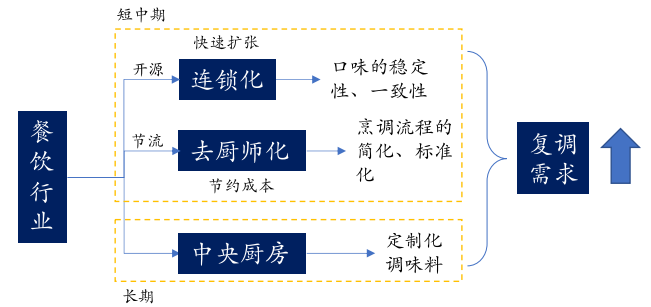 短中期
快速扩张
开源
连锁化
口味的稳定
性、一致性
餐
饮
行
业
节流
去厨师化
节约成本
烹调流程的
简化、标准
化
复调
需求
中央厨房
定制化
调味料
长期